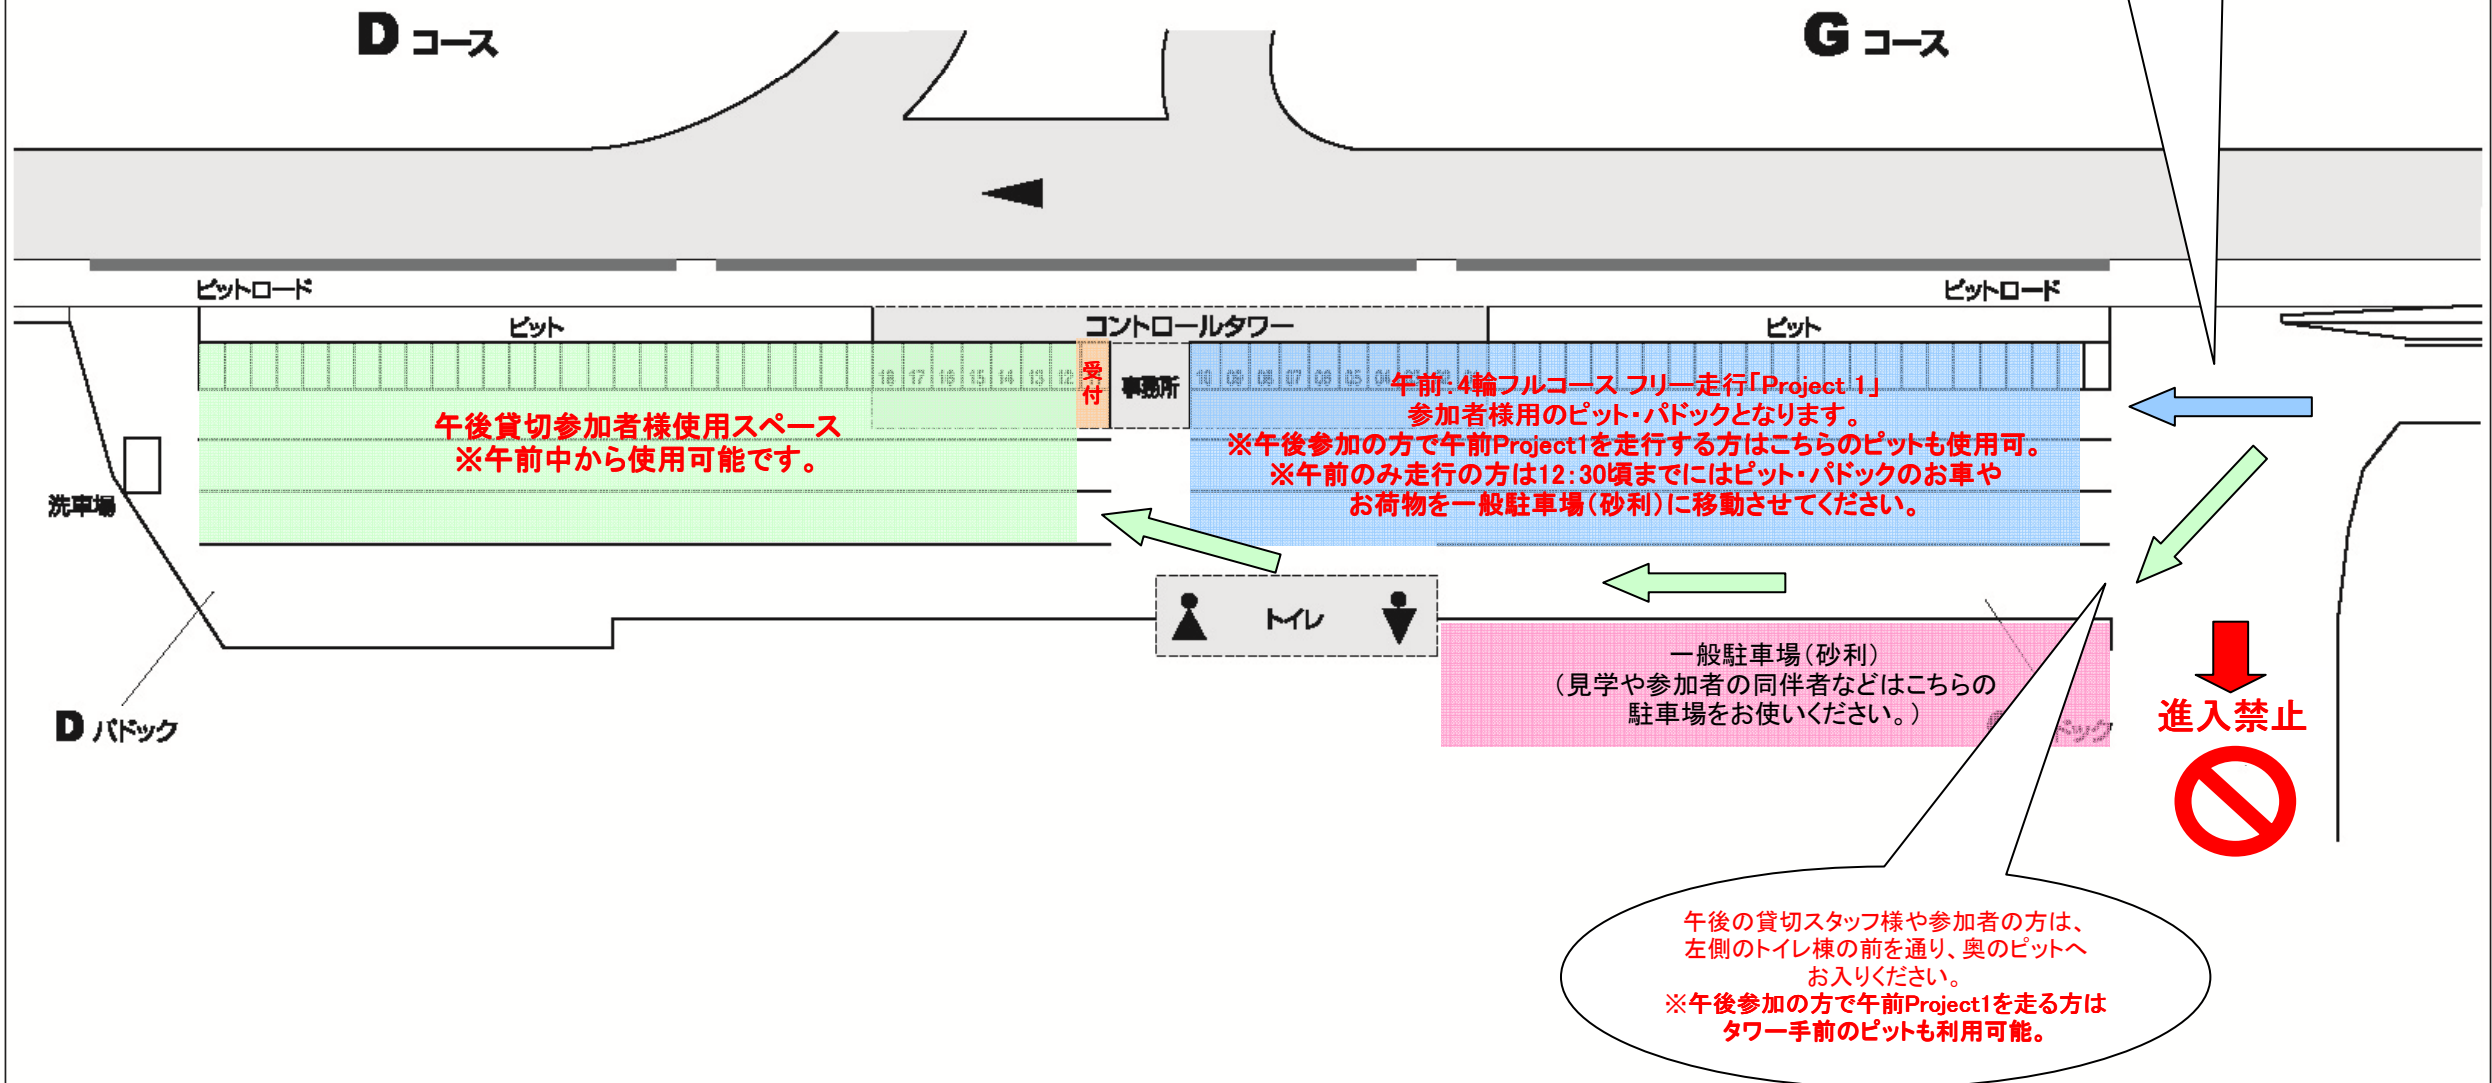 D コース
G コース
ピットロード
ピットロード
ピット
コントロールタワー
ピット
18 17 16 15 14 13 12
受付
事務所
10 09 08 07 06 05 04
午前:4輪フルコース フリー走行「Project 1」
参加者様用のピット・パドックとなります。
※午後参加の方で午前Project1を走行する方はこちらのピットも使用可。
※午前のみ走行の方は12:30頃までにはピット・パドックのお車や
お荷物を一般駐車場(砂利)に移動させてください。
午後貸切参加者様使用スペース
※午前中から使用可能です。
洗車場
トイレ
一般駐車場(砂利)
(見学や参加者の同伴者などはこちらの
駐車場をお使いください。)
D パドック
進入禁止
午後の貸切スタッフ様や参加者の方は、
左側のトイレ棟の前を通り、奥のピットへ
お入りください。
※午後参加の方で午前Project1を走る方は
タワー手前のピットも利用可能。